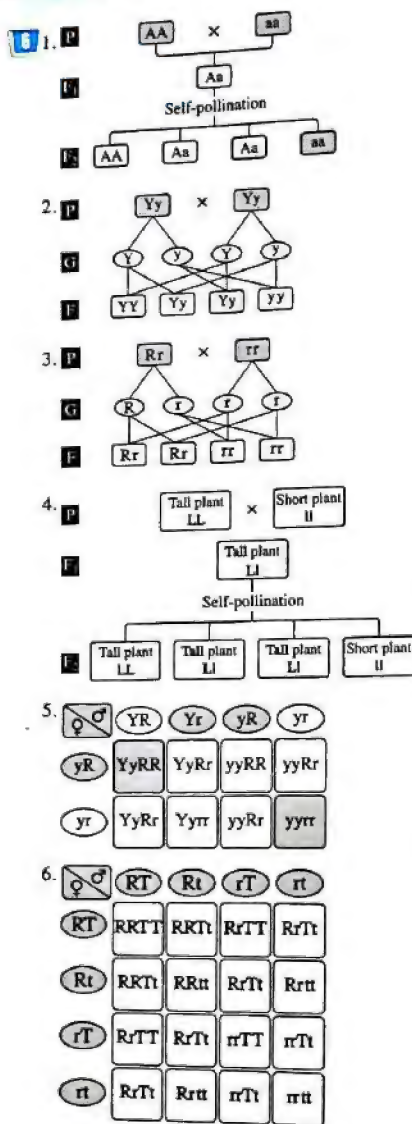 6
1. P AA × aa
F₁ Aa
Self-pollination
F₂ AA Aa Aa aa
2. P Yy × Yy
G Y y Y y
F YY Yy Yy yy
3. P Rr × rr
G R r r r
F Rr Rr rr rr
4.
P Tall plant LL × Short plant ll
F₁ Tall plant Ll
Self-pollination
F₂ Tall plant LL Tall plant Ll Tall plant Ll Short plant ll
5. ♀ ♂ YR Yr yR yr
yR YyRR YyRr yyRR yyRr
yr YyRr Yyrr yyRr yyrr
6. ♀ ♂ RT Rt rT rt
RT RRTT RRTt RrTT RrTt
Rt RRTt RRtt RrTt Rrtt
rT RrTT RrTt rrTT rrTt
rt RrTt Rrtt rrTt rrtt